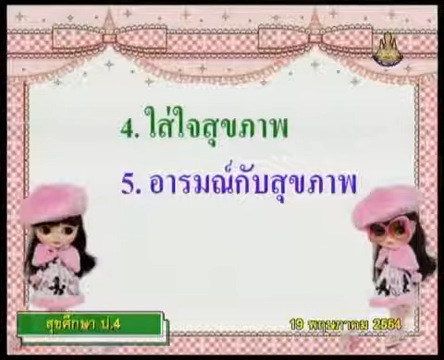 4. ใส่ใจสุขภาพ
5. อารมณ์กับสุขภาพ
สุขศึกษา ป.4
19 พฤษภาคม 2564